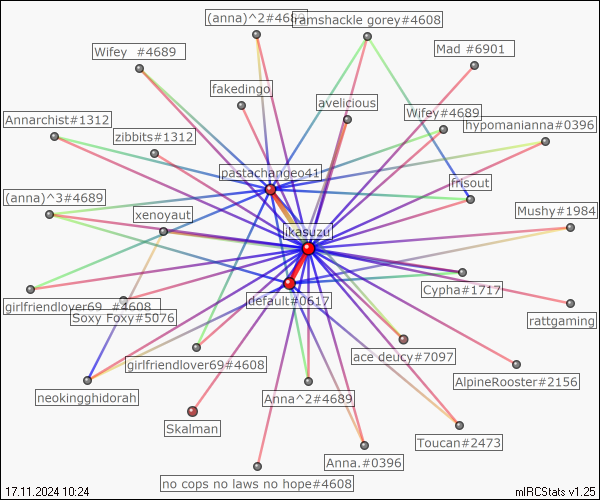 (anna)^2#4689
ramshackle gorey#4608
Wifey #4689
Mad #6901
fakedingo
avelicious
Annarchist#1312
Wifey#4689
zibbits#1312
hypomanianna#0396
pastachangeo41
frisout
(anna)^3#4689
xenoyaut
Mushy#1984
likasuzu
Cypha#1717
default#0617
girlfriendlover69 #4608
Soxy Foxy#5076
rattgaming
girlfriendlover69#4608
ace deucy#7097
AlpineRooster#2156
neokingghidorah
Anna^2#4689
Skalman
Toucan#2473
Anna.#0396
no cops no laws no hope#4608
17.11.2024 10:24
mIRCStats v1.25